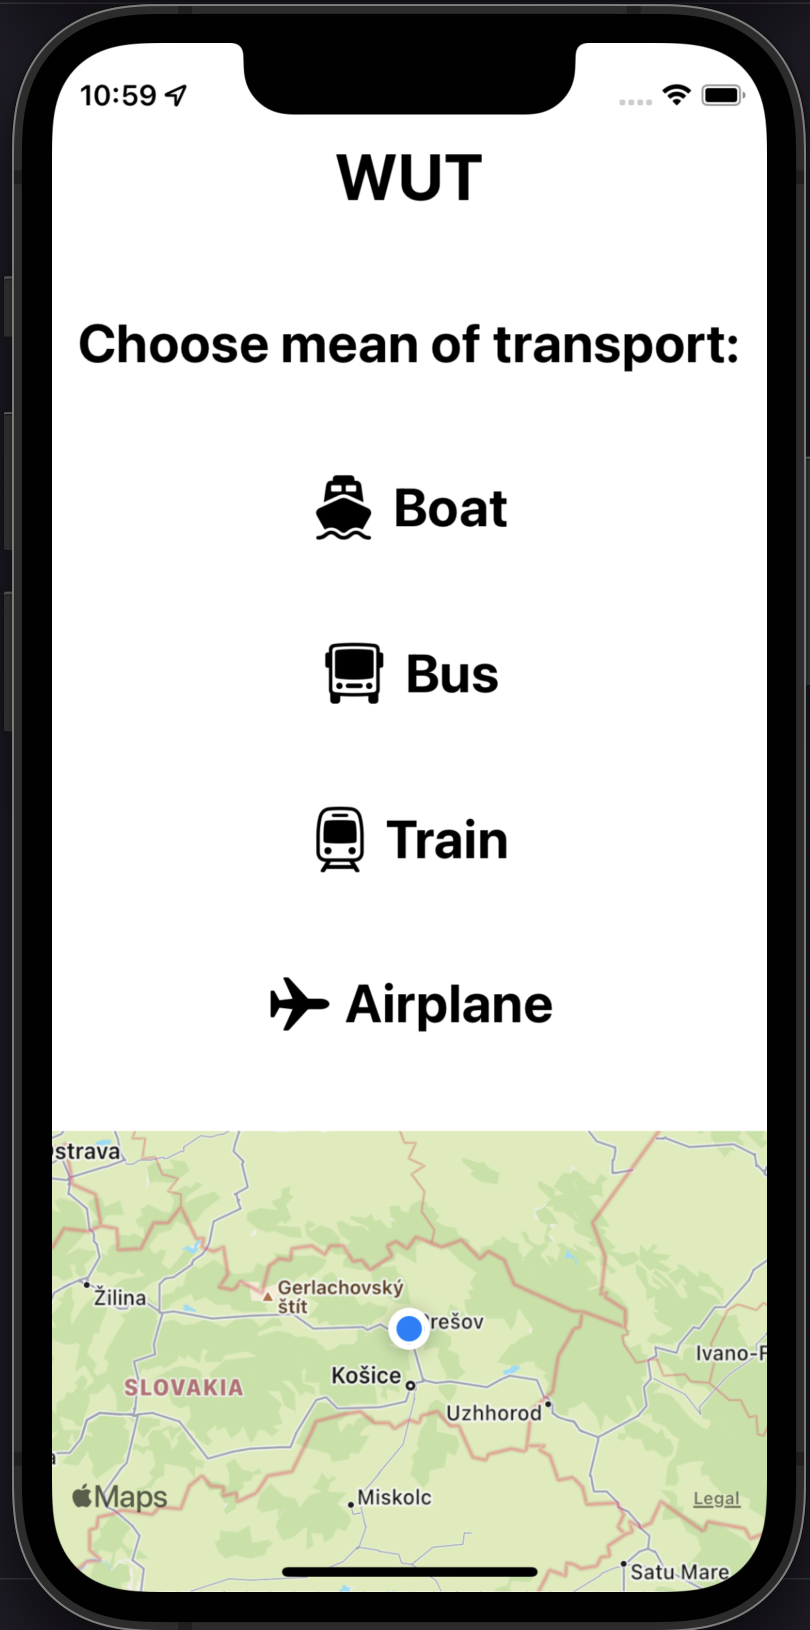 10:59
WUT
Choose mean of transport:
Boat
Bus
Train
Airplane
strava
Žilina
Gerlachovský
štít
rešov
Ivano-F
Košice
SLOVAKIA
Uzhhorod
Maps
Miskolc
Legal
Satu Mare